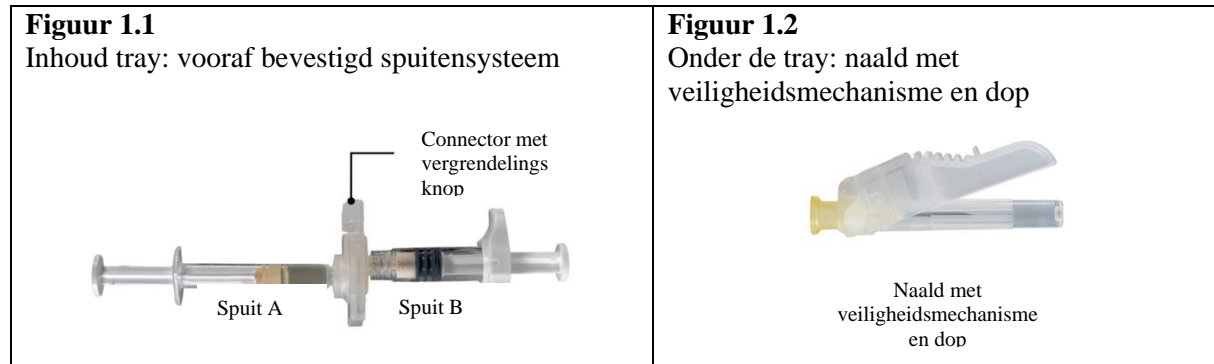 Figuur 1.1
Inhoud tray: vooraf bevestigd spuitensysteem
Connector met
vergrendelings
knop
Spuit A
Spuit B
Figuur 1.2
Onder de tray: naald met
veiligheidsmechanisme en dop
Naald met
veiligheidsmechanisme
en dop